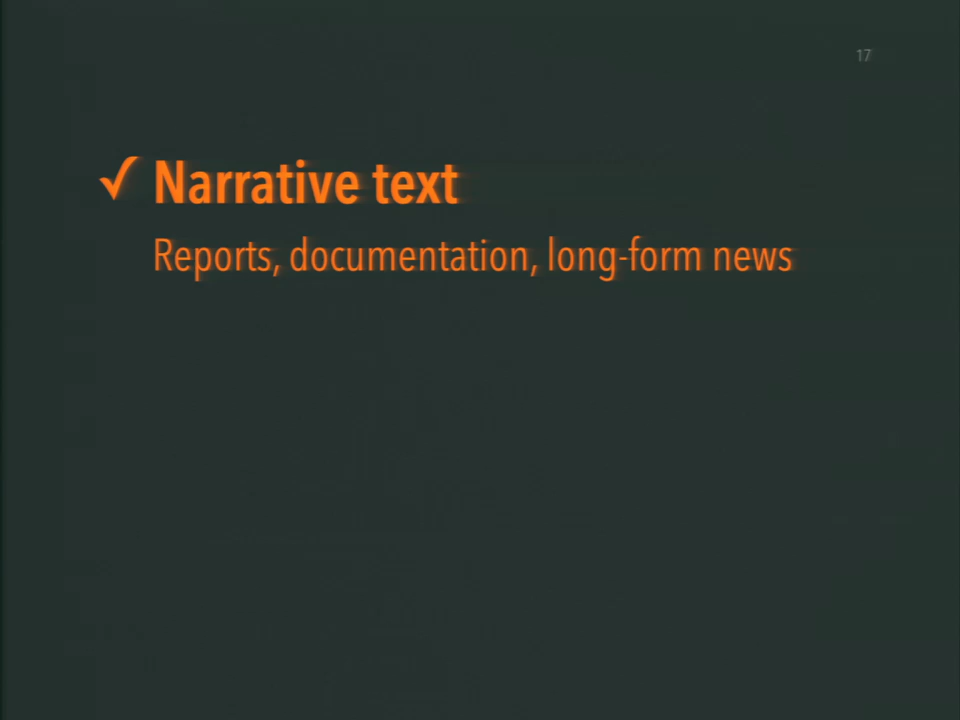 17
✓ Narrative text
Reports, documentation, long-form news